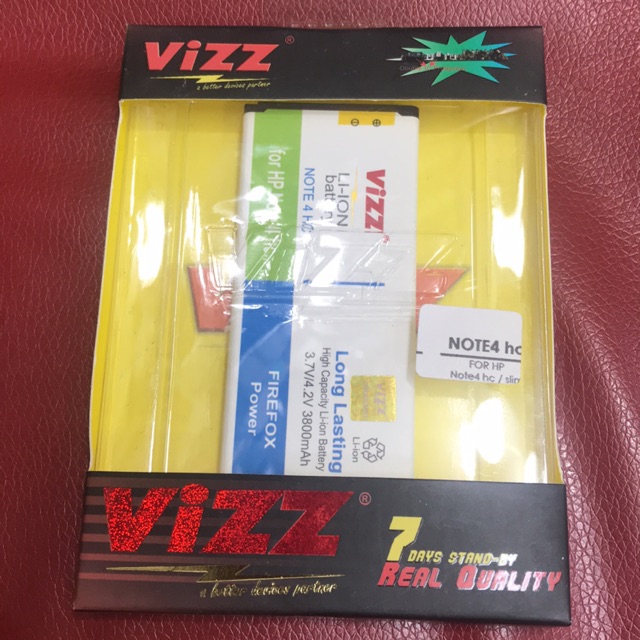 ViZZ®
a better devices partner
ViZZ®
LI-ION
battery
NOTE 4 H/C
for HP
Long Lasting
High Capacity Li-ion Battery
3.7V/4.2V 3800mAh
FIREFOX
Power
VIZZ
Li-ion
NOTE4 hc
FOR HP
Note4 hc / slim
ViZZ®
a better devices partner
7
DAYS STAND-BY
REAL QUALITY